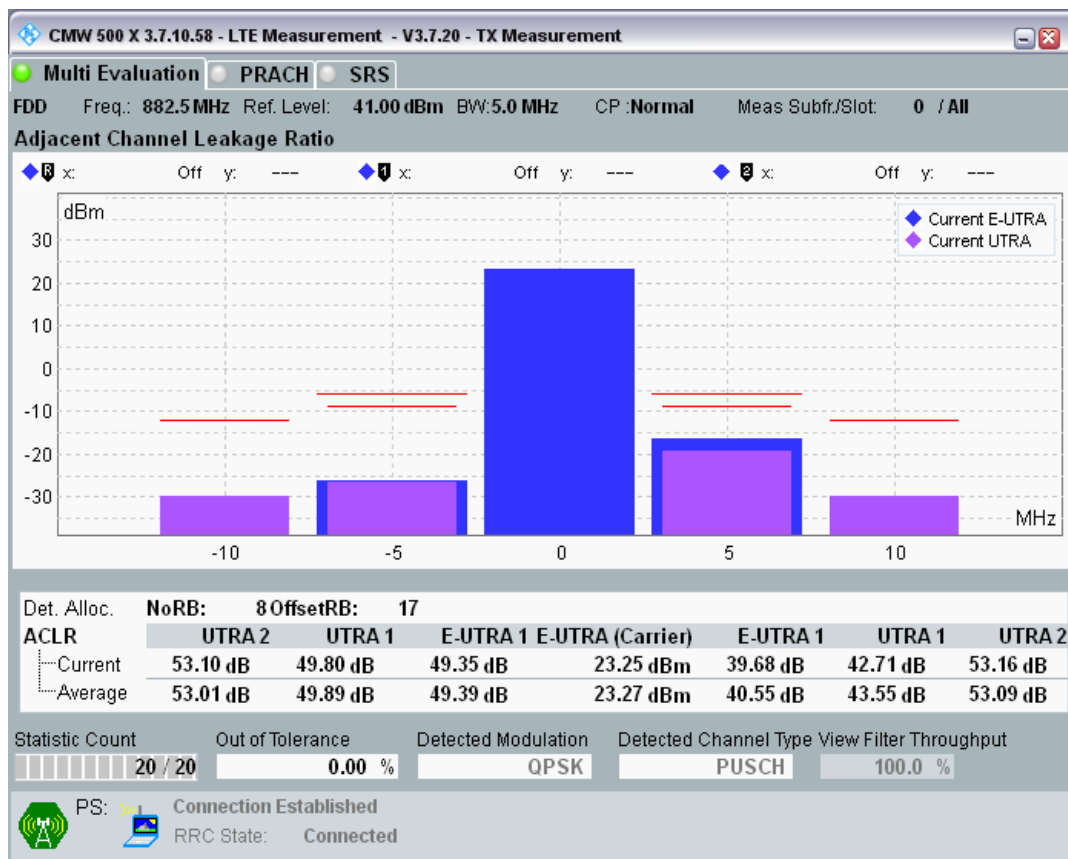 CMW 500 X 3.7.10.58 - LTE Measurement - V3.7.20 - TX Measurement
Multi Evaluation PRACH SRS
FDD Freq.: 882.5 MHz Ref. Level: 41.00 dBm BW:5.0 MHz CP :Normal Meas Subfr./Slot: 0 / All
Adjacent Channel Leakage Ratio
R x: Off y: --- 1 x: Off y: --- 2 x: Off y: ---
dBm
Current E-UTRA
Current UTRA
30
20
10
0
-10
-20
-30
MHz
-10 -5 0 5 10
Det. Alloc. NoRB: 8 OffsetRB: 17
ACLR UTRA 2 UTRA 1 E-UTRA 1 E-UTRA (Carrier) E-UTRA 1 UTRA 1 UTRA 2
Current 53.10 dB 49.80 dB 49.35 dB 23.25 dBm 39.68 dB 42.71 dB 53.16 dB
Average 53.01 dB 49.89 dB 49.39 dB 23.27 dBm 40.55 dB 43.55 dB 53.09 dB
Statistic Count Out of Tolerance Detected Modulation Detected Channel Type View Filter Throughput
20 / 20 0.00 % QPSK PUSCH 100.0 %
PS: Connection Established
RRC State: Connected